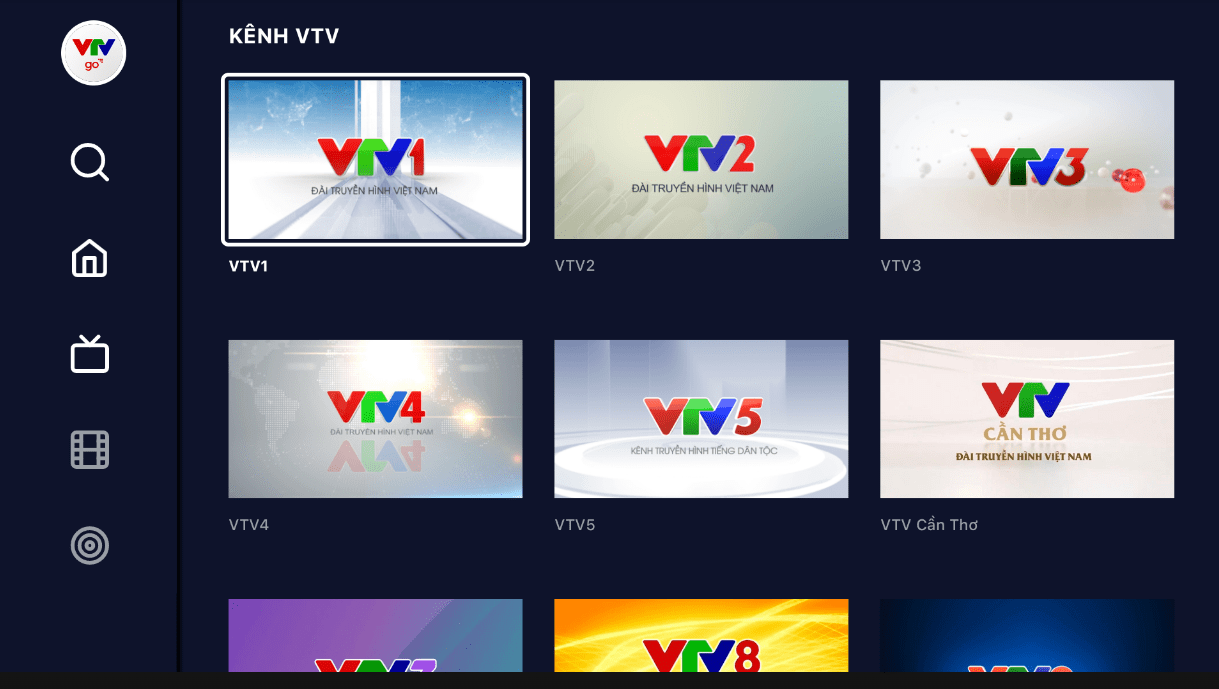 VTV
go
KÊNH VTV
VTV1
ĐÀI TRUYỀN HÌNH VIỆT NAM
VTV2
ĐÀI TRUYỀN HÌNH VIỆT NAM
VTV3
VTV1
VTV2
VTV3
VTV4
ĐÀI TRUYỀN HÌNH VIỆT NAM
VTV5
KÊNH TRUYỀN HÌNH TIẾNG DÂN TỘC
VTV
CẦN THƠ
ĐÀI TRUYỀN HÌNH VIỆT NAM
VTV4
VTV5
VTV Cần Thơ
VTV7
VTV8
VTV9